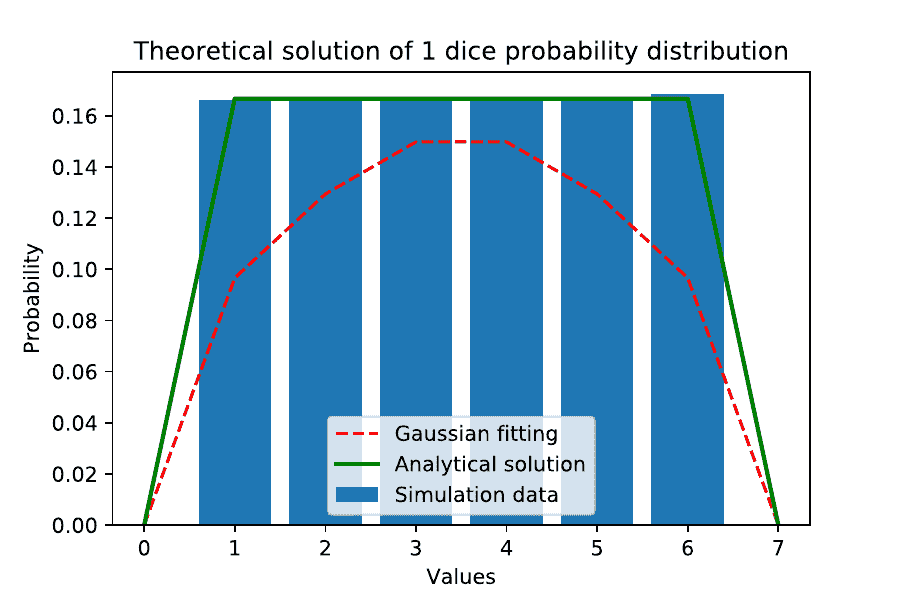 Theoretical solution of 1 dice probability distribution
Probability
0.16
0.14
0.12
0.10
0.08
0.06
0.04
0.02
0.00
Gaussian fitting
Analytical solution
Simulation data
0 1 2 3 4 5 6 7
Values